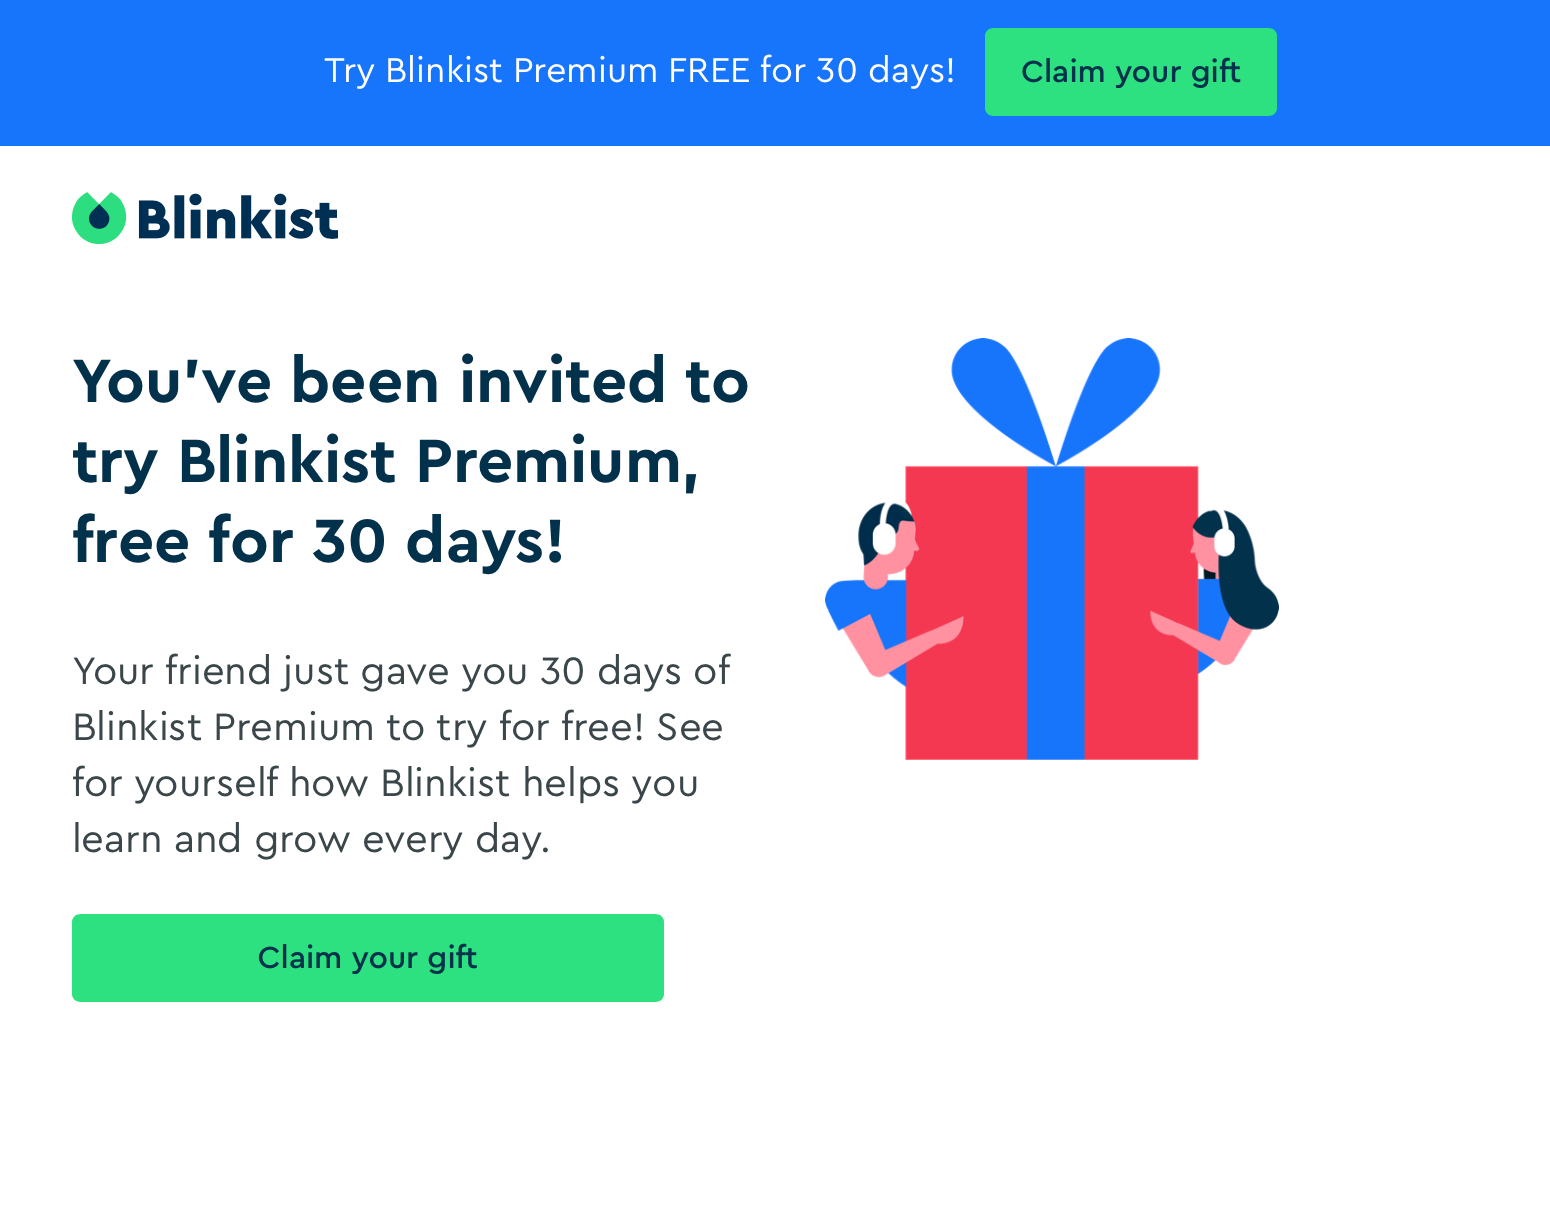 Try Blinkist Premium FREE for 30 days!
Claim your gift
Blinkist
You've been invited to
try Blinkist Premium,
free for 30 days!
Your friend just gave you 30 days of
Blinkist Premium to try for free! See
for yourself how Blinkist helps you
learn and grow every day.
Claim your gift